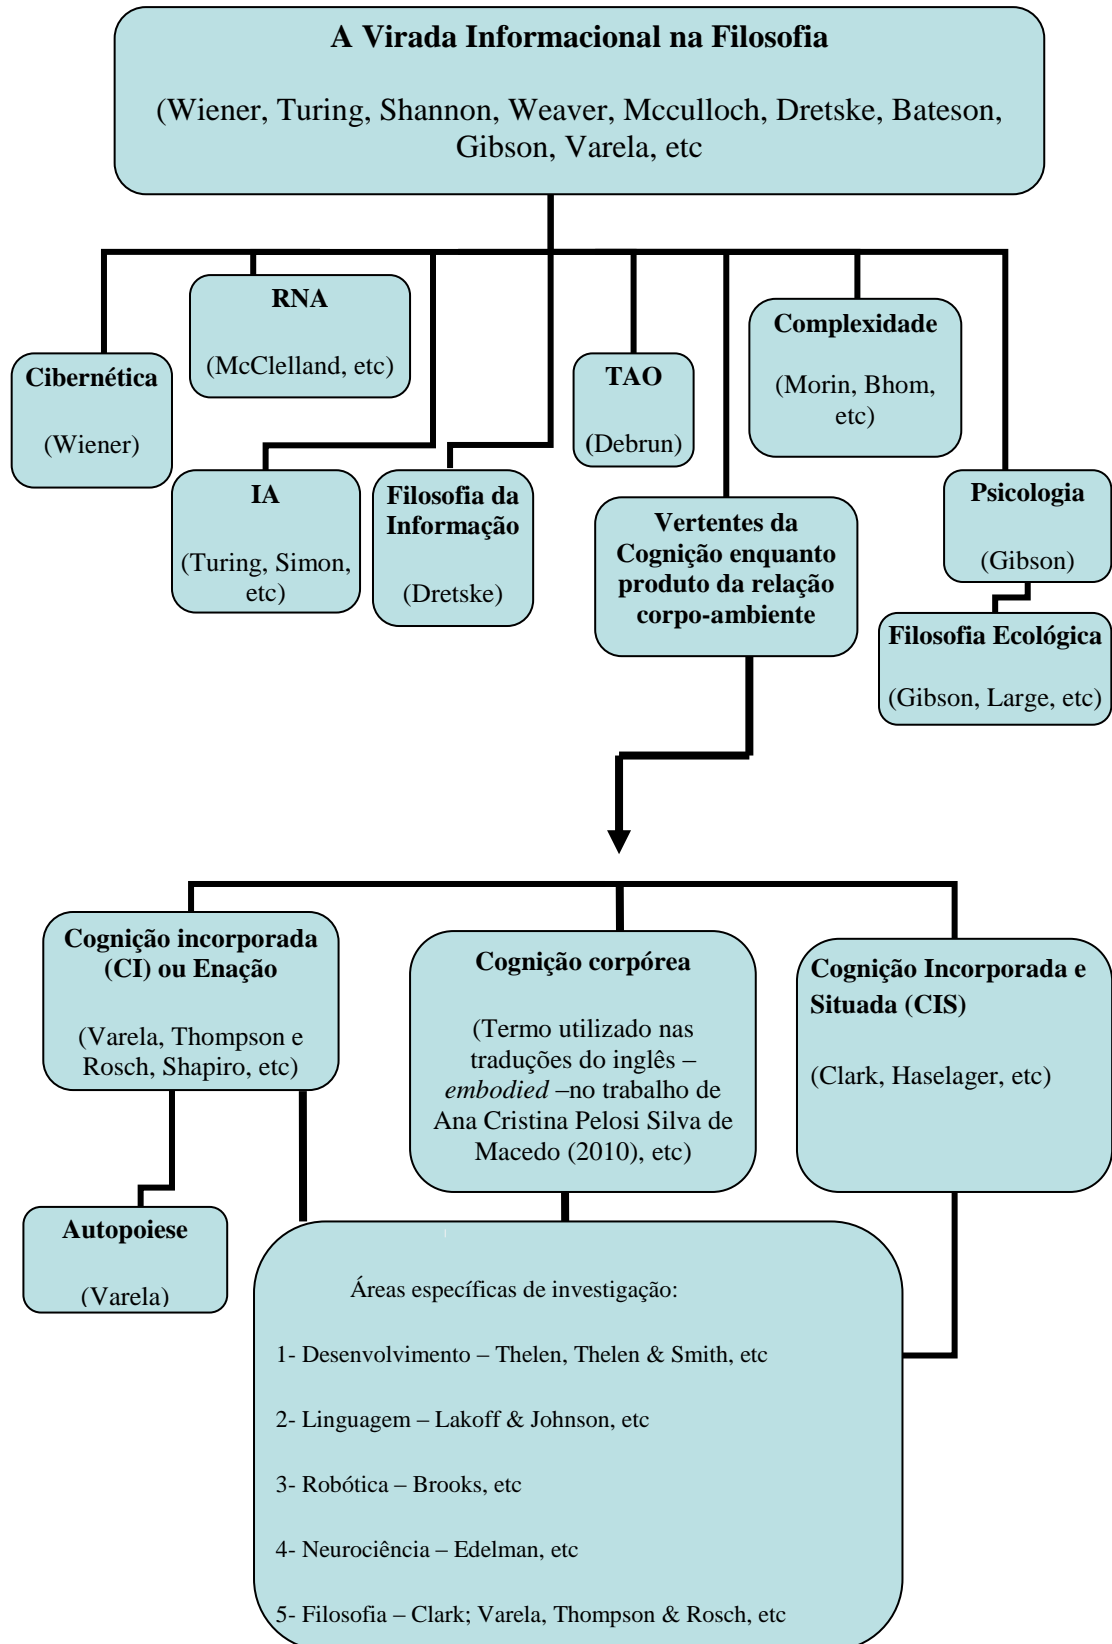 A Virada Informacional na Filosofia
(Wiener, Turing, Shannon, Weaver, Mcculloch, Dretske, Bateson,
Gibson, Varela, etc
RNA
(McClelland, etc)
Complexidade
(Morin, Bhom,
etc)
Cibernética
(Wiener)
TAO
(Debrun)
IA
(Turing, Simon,
etc)
Filosofia da
Informação
(Dretske)
Vertentes da
Cognição enquanto
produto da relação
corpo-ambiente
Psicologia
(Gibson)
Filosofia Ecológica
(Gibson, Large, etc)
Cognição incorporada
(CI) ou Enação
(Varela, Thompson e
Rosch, Shapiro, etc)
Cognição corpórea
(Termo utilizado nas
traduções do inglês –
embodied –no trabalho de
Ana Cristina Pelosi Silva de
Macedo (2010), etc)
Cognição Incorporada e
Situada (CIS)
(Clark, Haselager, etc)
Autopoiese
(Varela)
Áreas específicas de investigação:
1- Desenvolvimento – Thelen, Thelen & Smith, etc
2- Linguagem – Lakoff & Johnson, etc
3- Robótica – Brooks, etc
4- Neurociência – Edelman, etc
5- Filosofia – Clark; Varela, Thompson & Rosch, etc